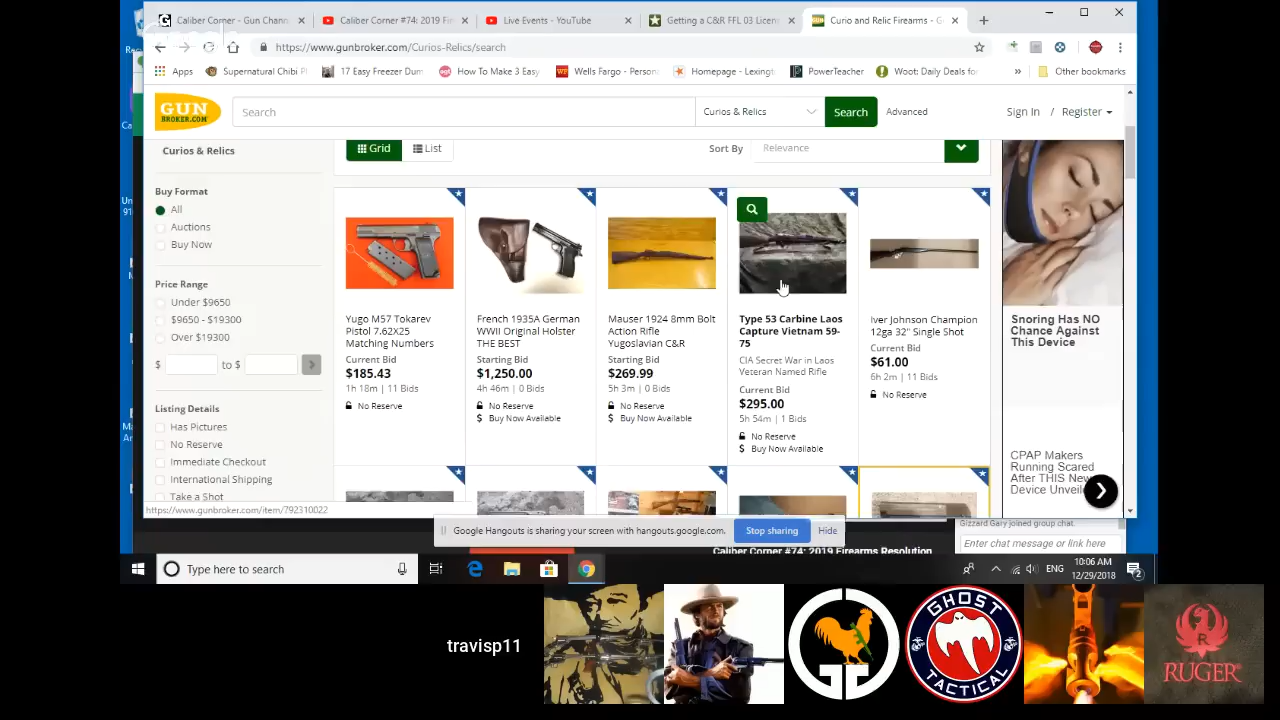 Caliber Corner - Gun Chann
Caliber Corner #74: 2019 Fir
Live Events - YouTube
Getting a C&R FFL 03 Licen
Curio and Relic Firearms - G
https://www.gunbroker.com/Curios-Relics/search
Apps
Supernatural Chibi P
17 Easy Freezer Dum
How To Make 3 Easy
Wells Fargo - Person
Homepage - Lexingt
PowerTeacher
Woot: Daily Deals for
»
Other bookmarks
GUN
BROKER.COM
Search
Curios & Relics
Search
Advanced
Sign In / Register
Curios & Relics
Grid
List
Sort By
Relevance
Buy Format
All
Auctions
Buy Now
Price Range
Under $9650
$9650 - $19300
Over $19300
$ to $
Listing Details
Has Pictures
No Reserve
Immediate Checkout
International Shipping
Take a Shot
Yugo M57 Tokarev
Pistol 7.62X25
Matching Numbers
Current Bid
$185.43
1h 18m | 11 Bids
No Reserve
French 1935A German
WWII Original Holster
THE BEST
Starting Bid
$1,250.00
4h 46m | 0 Bids
No Reserve
$ Buy Now Available
Mauser 1924 8mm Bolt
Action Rifle
Yugoslavian C&R
Starting Bid
$269.99
5h 3m | 0 Bids
No Reserve
$ Buy Now Available
Type 53 Carbine Laos
Capture Vietnam 59-
75
CIA Secret War in Laos
Veteran Named Rifle
Current Bid
$295.00
5h 54m | 1 Bids
No Reserve
$ Buy Now Available
Iver Johnson Champion
12ga 32" Single Shot
Current Bid
$61.00
6h 2m | 11 Bids
No Reserve
Snoring Has NO
Chance Against
This Device
CPAP Makers
Running Scared
After THIS New
Device Unveil
https://www.gunbroker.com/item/792310022
Google Hangouts is sharing your screen with hangouts.google.com.
Stop sharing
Hide
Gizzard Gary joined group chat.
Enter chat message or link here
Caliber Corner #74: 2019 Firearms Resolution
Type here to search
ENG
10:06 AM
12/29/2018
2
travisp11
GHOST
TACTICAL
RUGER